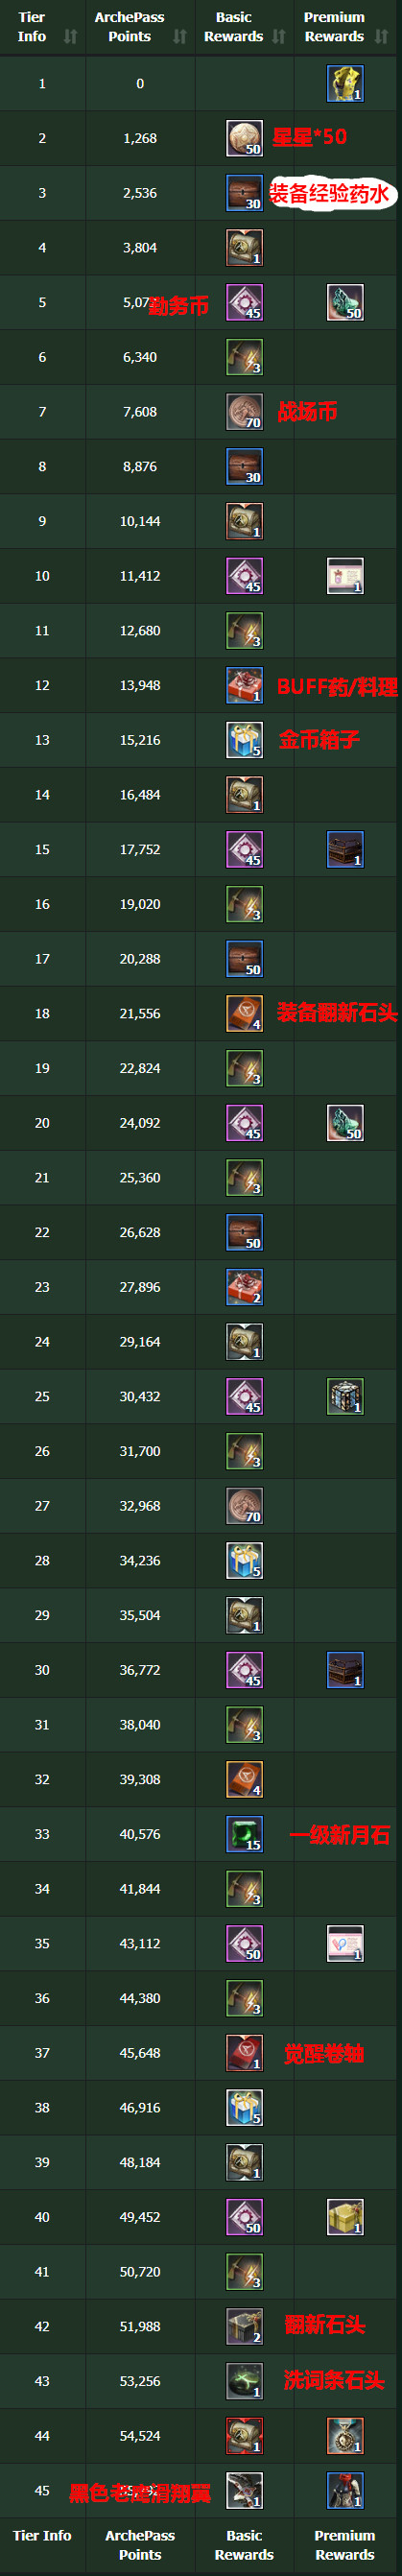 Tier Info ArchePass Points Basic Rewards Premium Rewards
1 0 1
2 1,268 50 星星*50
3 2,536 30 装备经验药水
4 3,804 1
5 5,07 勤务币 45 50
6 6,340 3
7 7,608 70 战场币
8 8,876 30
9 10,144 1
10 11,412 45 1
11 12,680 3
12 13,948 1 BUFF药/料理
13 15,216 5 金币箱子
14 16,484 1
15 17,752 45 1
16 19,020 3
17 20,288 50
18 21,556 4 装备翻新石头
19 22,824 3
20 24,092 45 50
21 25,360 3
22 26,628 50
23 27,896 2
24 29,164 1
25 30,432 45 1
26 31,700 3
27 32,968 70
28 34,236 5
29 35,504 1
30 36,772 45 1
31 38,040 3
32 39,308 4
33 40,576 15 一级新月石
34 41,844 3
35 43,112 50 1
36 44,380 3
37 45,648 1 觉醒卷轴
38 46,916 5
39 48,184 1
40 49,452 50 1
41 50,720 3
42 51,988 2 翻新石头
43 53,256 1 洗词条石头
44 54,524 1 1
45 黑色老鹰滑翔翼 1 1
Tier Info ArchePass Points Basic Rewards Premium Rewards